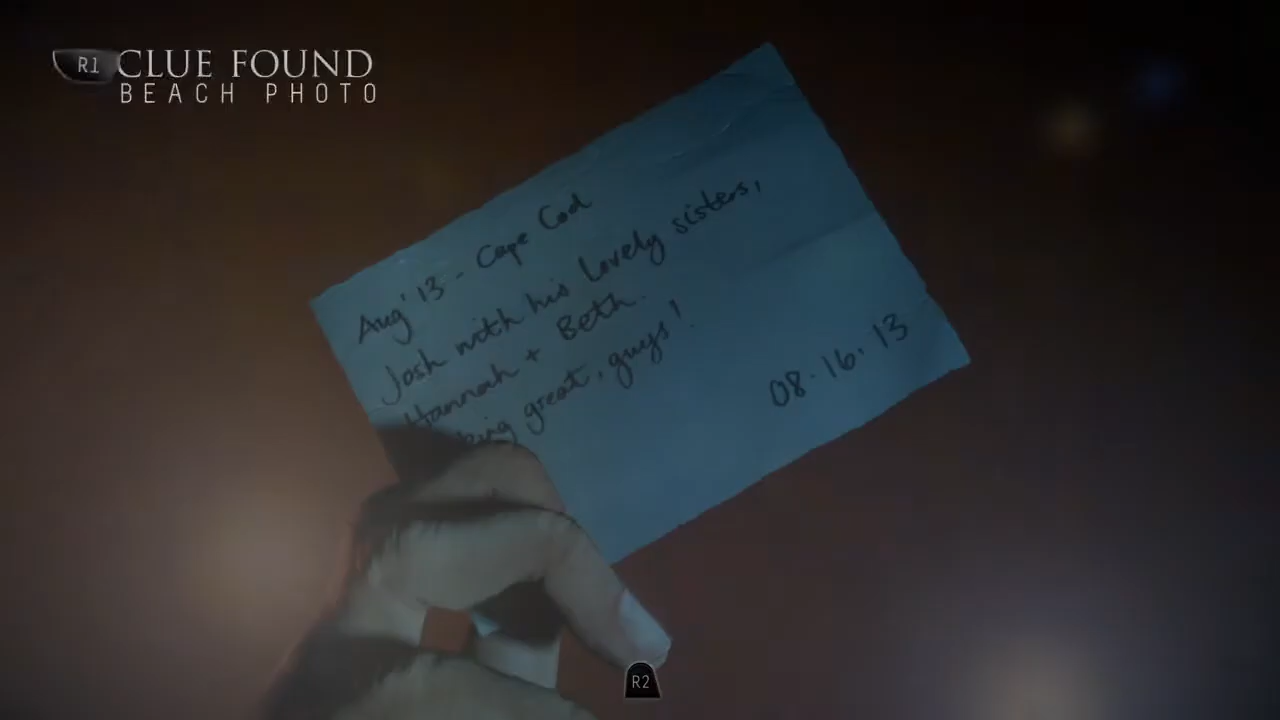 R1 CLUE FOUND
BEACH PHOTO
Aug '13 - Cape Cod
Josh with his lovely sisters,
Hannah + Beth.
great, guys!
08.16.13
R2